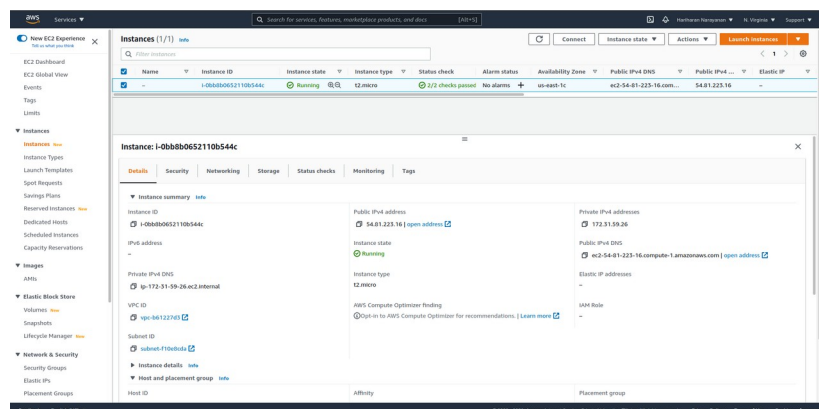 aws Services ▼ Search for services, features, marketplace products, and docs [Alt+S] Hariharan Narayanan ▼ N. Virginia ▼ Support ▼
New EC2 Experience
Tell us what you think
EC2 Dashboard
EC2 Global View
Events
Tags
Limits
Instances
Instances New
Instance Types
Launch Templates
Spot Requests
Savings Plans
Reserved Instances New
Dedicated Hosts
Scheduled Instances
Capacity Reservations
Images
AMIs
Elastic Block Store
Volumes New
Snapshots
Lifecycle Manager New
Network & Security
Security Groups
Elastic IPs
Placement Groups
Instances (1/1) Info Connect Instance state ▼ Actions ▼ Launch instances ▼
Filter instances
1
Name Instance ID Instance state Instance type Status check Alarm status Availability Zone Public IPv4 DNS Public IPv4 ... Elastic IP
– i-0bb8b0652110b544c Running t2.micro 2/2 checks passed No alarms + us-east-1c ec2-54-81-223-16.com... 54.81.223.16 –
Instance: i-0bb8b0652110b544c
Details Security Networking Storage Status checks Monitoring Tags
Instance summary Info
Instance ID Public IPv4 address Private IPv4 addresses
i-0bb8b0652110b544c 54.81.223.16 | open address 172.31.59.26
IPv6 address Instance state Public IPv4 DNS
– Running ec2-54-81-223-16.compute-1.amazonaws.com | open address
Private IPv4 DNS Instance type Elastic IP addresses
ip-172-31-59-26.ec2.internal t2.micro –
VPC ID AWS Compute Optimizer finding IAM Role
vpc-b61227d3 Opt-in to AWS Compute Optimizer for recommendations. | Learn more –
Subnet ID
subnet-f10e8cda
Instance details Info
Host and placement group Info
Host ID Affinity Placement group